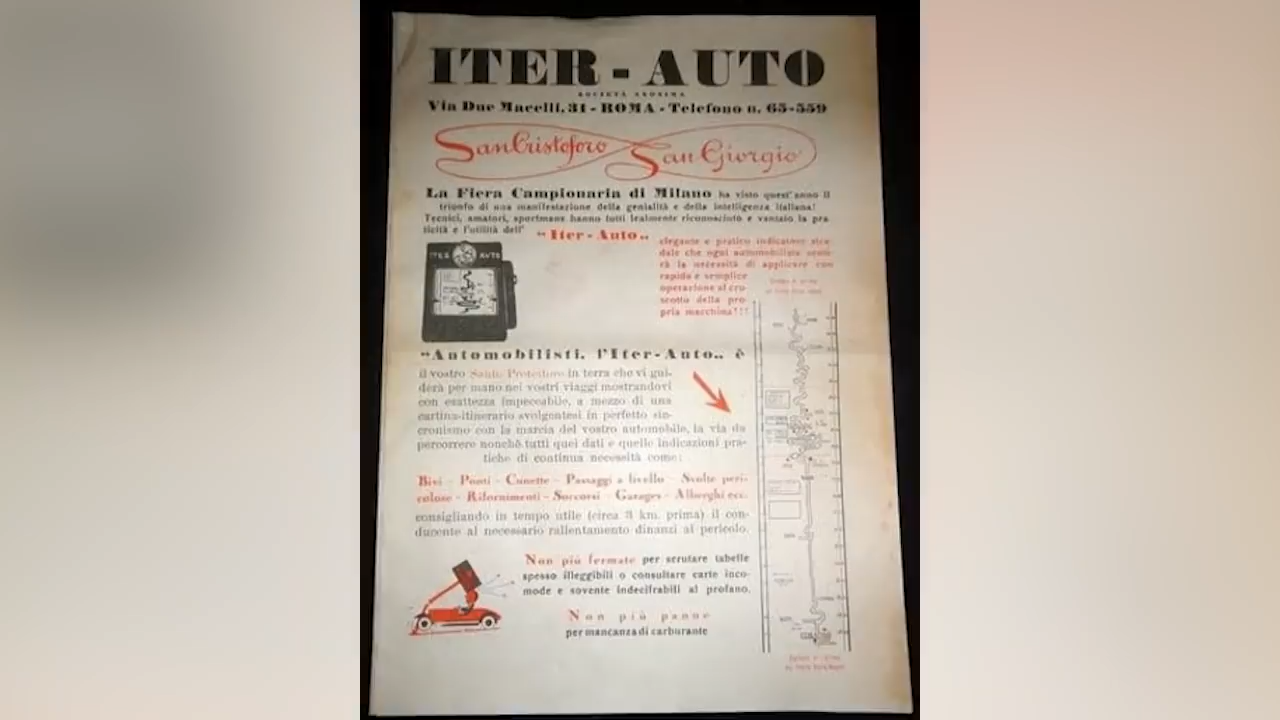 ITER - AUTO
SOCIETÀ ANONIMA
Via Due Macelli, 31 - ROMA - Telefono n. 65-559
San Cristoforo San Giorgio
La Fiera Campionaria di Milano ha visto quest'anno il
trionfo di una manifestazione della genialità e della intelligenza italiana!
Tecnici, amatori, sportmans hanno tutti lealmente riconosciuto e vantato la pra-
ticità e l'utilità dell' "Iter-Auto„
elegante e pratico indicatore stra-
dale che ogni automobilista senti-
rà la necessità di applicare con
rapida e semplice
operazione al cru-
scotto della pro-
pria macchina!!!
ITER AUTO
"Automobilisti, l'Iter-Auto„ è
il vostro Santo Protettore in terra che vi gui-
derà per mano nei vostri viaggi mostrandovi
con esattezza impeccabile, a mezzo di una
cartina-itinerario svolgentesi in perfetto sin-
cronismo con la marcia del vostro automobile, la via da
percorrere nonchè tutti quei dati e quelle indicazioni pra-
tiche di continua necessità come:
Bivi - Ponti - Cunette - Passaggi a livello - Svolte peri-
colose - Rifornimenti - Soccorsi - Garages - Alberghi ecc.
consigliando in tempo utile (circa 3 km. prima) il con-
ducente al necessario rallentamento dinanzi al pericolo.
Non più fermate per scrutare tabelle
spesso illeggibili o consultare carte inco-
mode e sovente indecifrabili al profano.
Non più panne
per mancanza di carburante